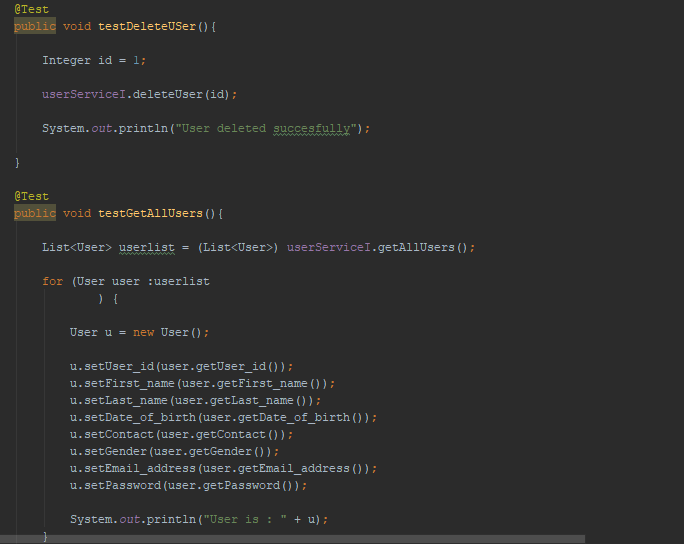 @Test
public void testDeleteUSer(){
Integer id = 1;
userServiceI.deleteUser(id);
System.out.println("User deleted succesfully");
}
@Test
public void testGetAllUsers(){
List<User> userlist = (List<User>) userServiceI.getAllUsers();
for (User user :userlist
) {
User u = new User();
u.setUser_id(user.getUser_id());
u.setFirst_name(user.getFirst_name());
u.setLast_name(user.getLast_name());
u.setDate_of_birth(user.getDate_of_birth());
u.setContact(user.getContact());
u.setGender(user.getGender());
u.setEmail_address(user.getEmail_address());
u.setPassword(user.getPassword());
System.out.println("User is : " + u);
}